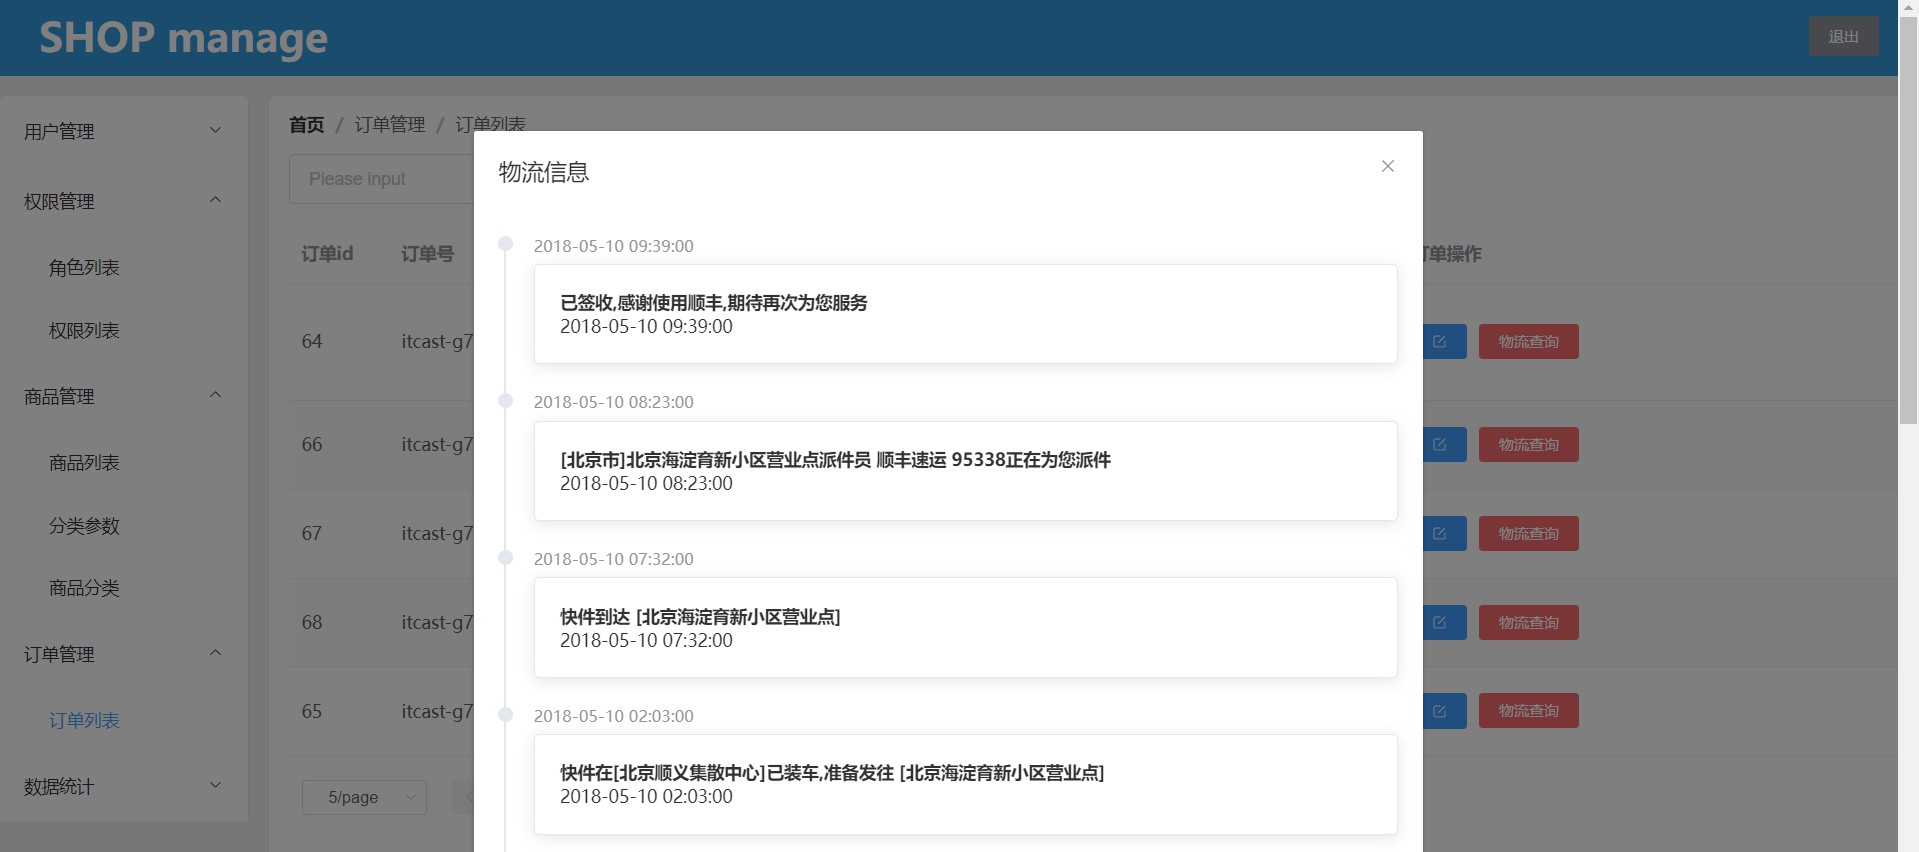 SHOP manage
退出
用户管理
权限管理
角色列表
权限列表
商品管理
商品列表
分类参数
商品分类
订单管理
订单列表
数据统计
首页 / 订单管理 / 订单列表
Please input
订单id 订单号 订单操作
64 itcast-g7 物流查询
66 itcast-g7 物流查询
67 itcast-g7 物流查询
68 itcast-g7 物流查询
65 itcast-g7 物流查询
5/page
物流信息
2018-05-10 09:39:00
已签收,感谢使用顺丰,期待再次为您服务
2018-05-10 09:39:00
2018-05-10 08:23:00
[北京市]北京海淀育新小区营业点派件员 顺丰速运 95338正在为您派件
2018-05-10 08:23:00
2018-05-10 07:32:00
快件到达 [北京海淀育新小区营业点]
2018-05-10 07:32:00
2018-05-10 02:03:00
快件在[北京顺义集散中心]已装车,准备发往 [北京海淀育新小区营业点]
2018-05-10 02:03:00